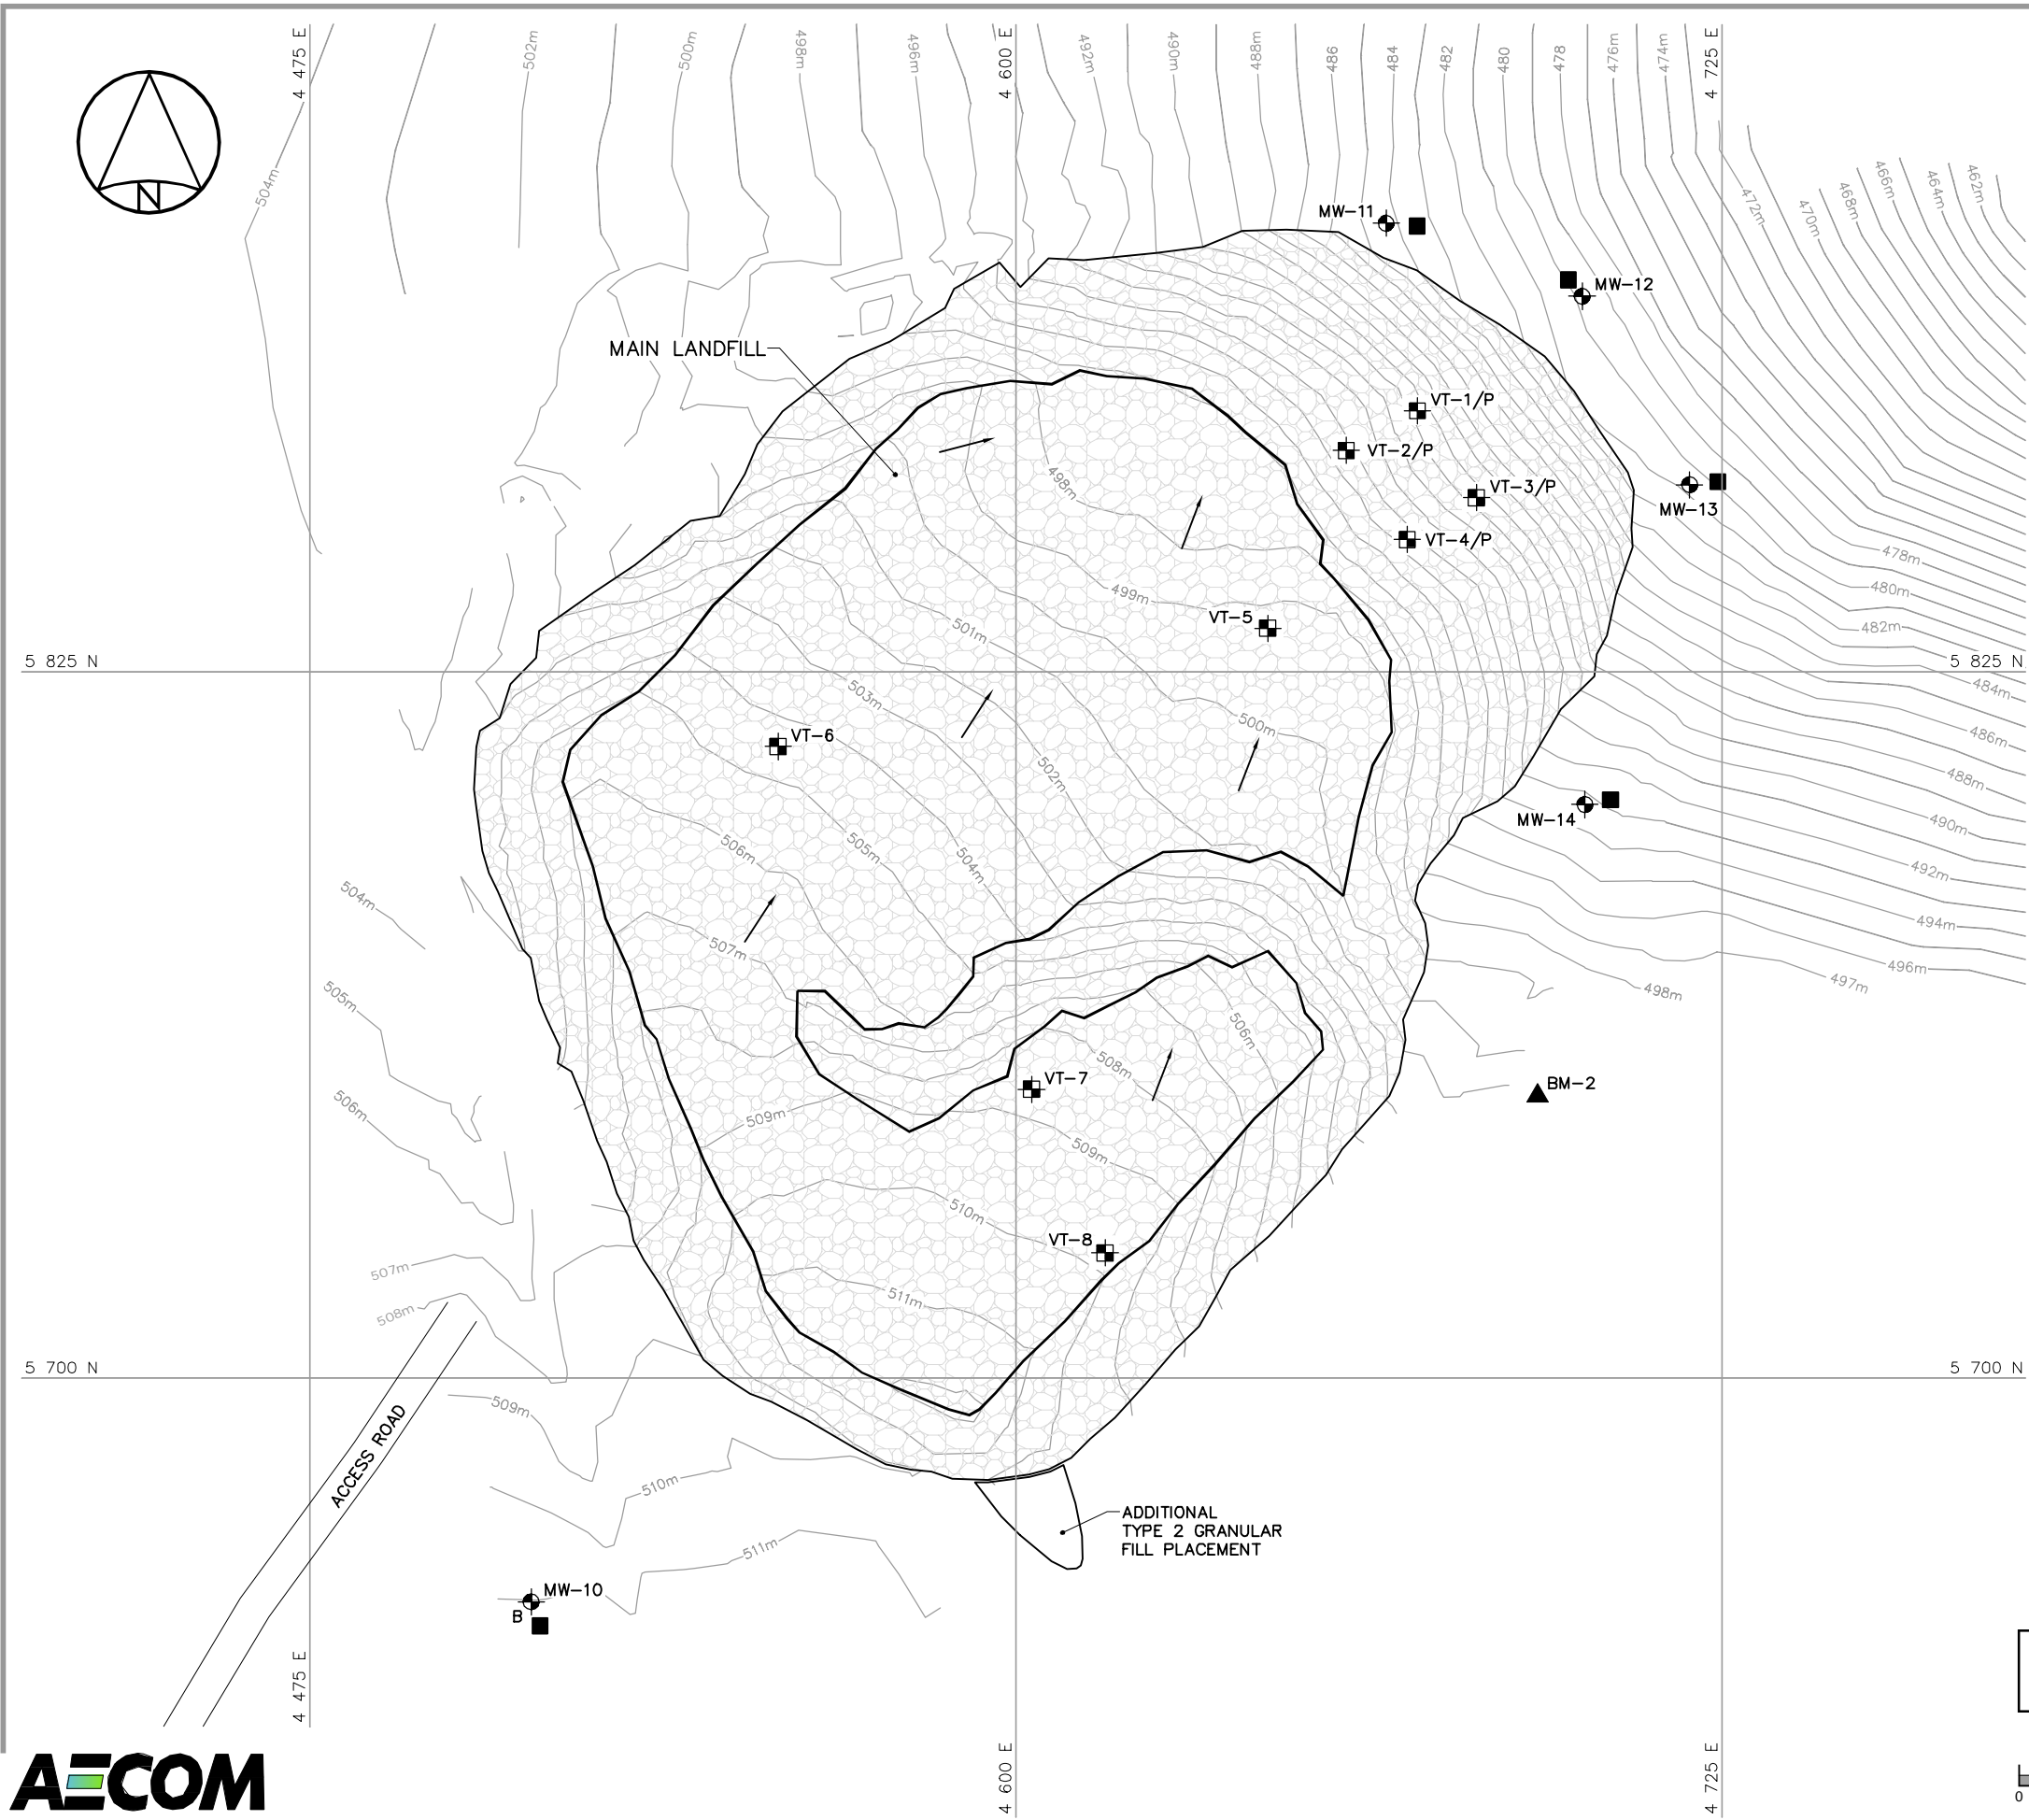 4 475 E
502m
500m
498m
496m
4 600 E
492m
490m
488m
486
484
482
480
478
476m
474m
4 725 E
N
504m
472m
470m
468m
466m
464m
462m
MW-11
MW-12
MAIN LANDFILL
VT-1/P
VT-2/P
498m
VT-3/P
MW-13
VT-4/P
478m
499m
480m
VT-5
501m
482m
5 825 N
5 825 N
503m
484m
500m
VT-6
486m
502m
488m
MW-14
490m
506m
505m
504m
492m
504m
494m
507m
496m
497m
505m
498m
506m
508m
VT-7
BM-2
506m
509m
509m
510m
VT-8
507m
511m
508m
5 700 N
5 700 N
509m
ACCESS ROAD
510m
ADDITIONAL
TYPE 2 GRANULAR
FILL PLACEMENT
511m
MW-10
B
4 475 E
4 600 E
4 725 E
AECOM
0